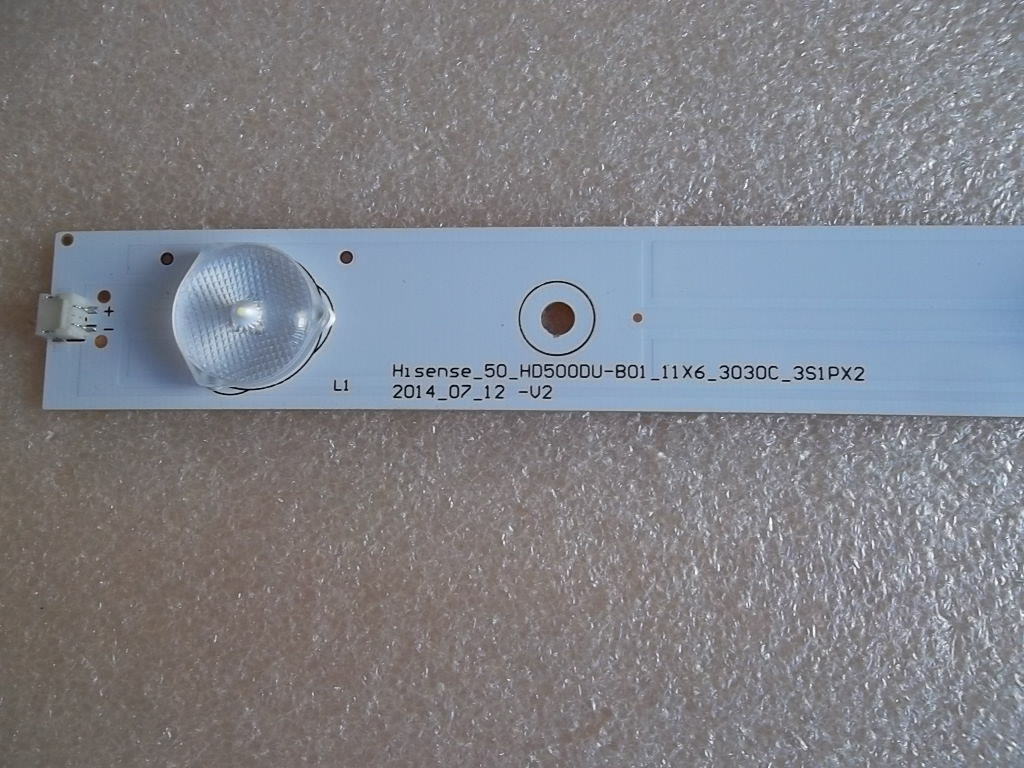 +
-
L1
Hisense_50_HD500DU-B01_11X6_3030C_3S1PX2
2014_07_12 -V2